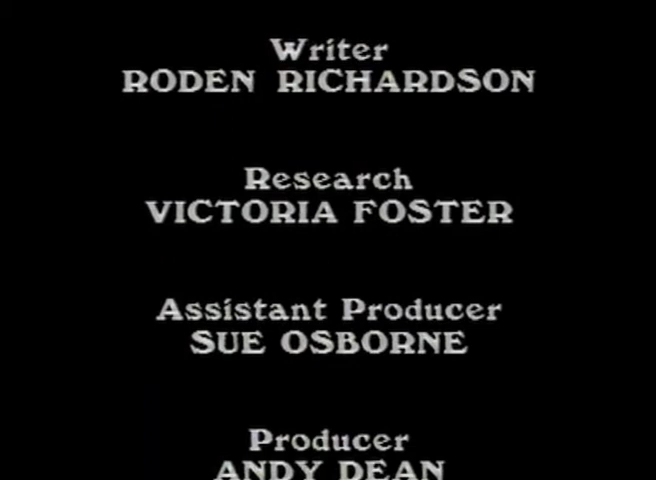 Writer
RODEN RICHARDSON
Research
VICTORIA FOSTER
Assistant Producer
SUE OSBORNE
Producer
ANDY DEAN